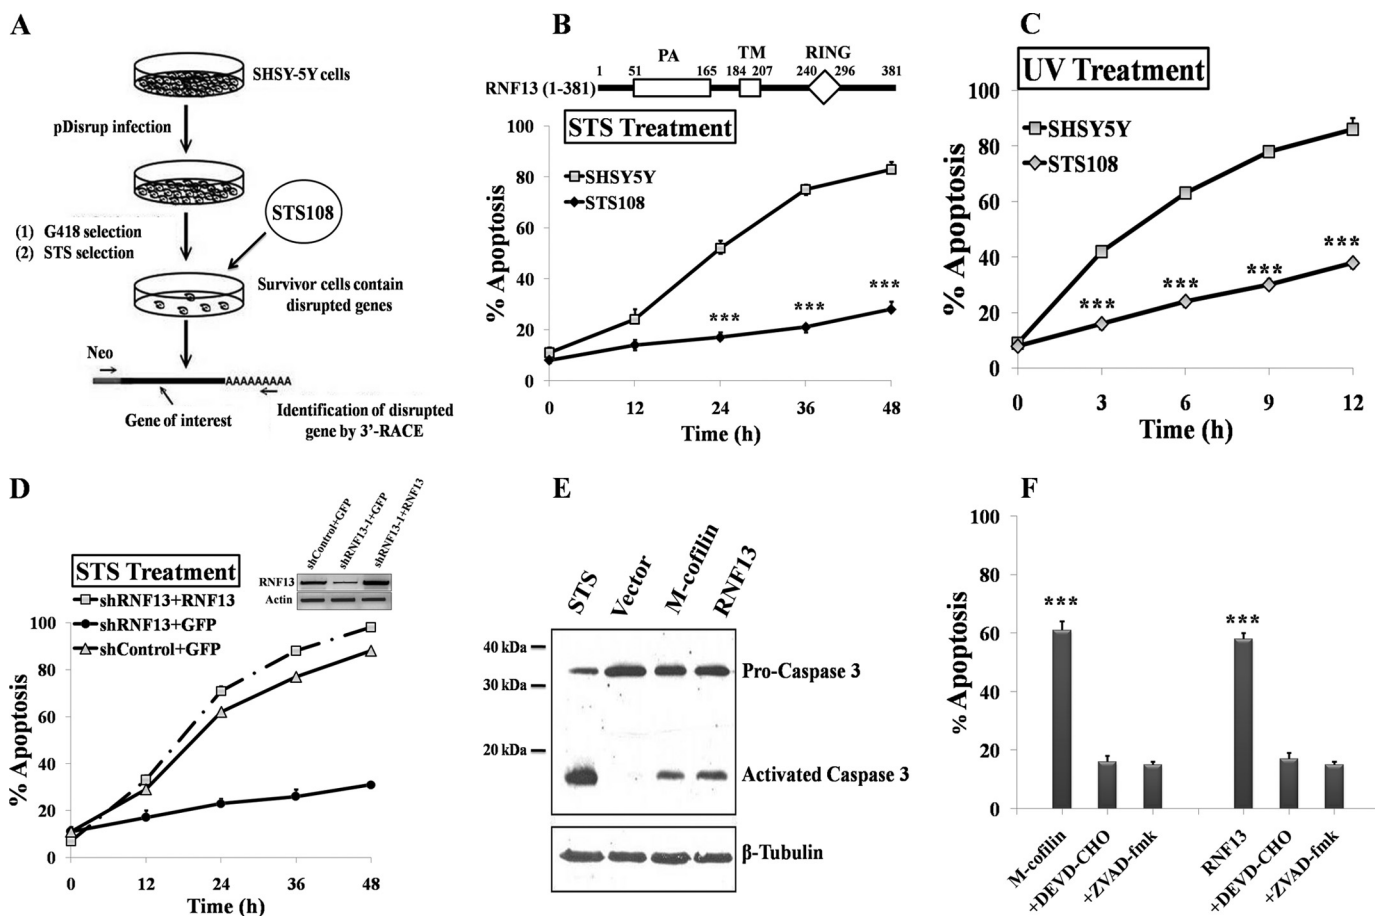 A
SHSY-5Y cells
pDisrup infection
STS108
(1) G418 selection
(2) STS selection
Survivor cells contain
disrupted genes
Neo
AAAAAAAAA
Gene of interest
Identification of disrupted
gene by 3'-RACE
B
PA TM RING
1 51 165 184 207 240 296 381
RNF13 (1-381)
STS Treatment
SHSY5Y
STS108
% Apoptosis
100
80
60
40
20
0
*** *** ***
0 12 24 36 48
Time (h)
C
UV Treatment
SHSY5Y
STS108
% Apoptosis
100
80
60
40
20
0
*** *** *** ***
0 3 6 9 12
Time (h)
D
shControl+GFP
shRNF13-1+GFP
shRNF13-1+RNF13
RNF13
Actin
STS Treatment
shRNF13+RNF13
shRNF13+GFP
shControl+GFP
% Apoptosis
100
80
60
40
20
0
0 12 24 36 48
Time (h)
E
STS Vector M-cofilin RNF13
40 kDa
30 kDa
20 kDa
Pro-Caspase 3
Activated Caspase 3
β-Tubulin
F
% Apoptosis
100
80
60
40
20
0
*** ***
M-cofilin
+DEVD-CHO
+ZVAD-fmk
RNF13
+DEVD-CHO
+ZVAD-fmk